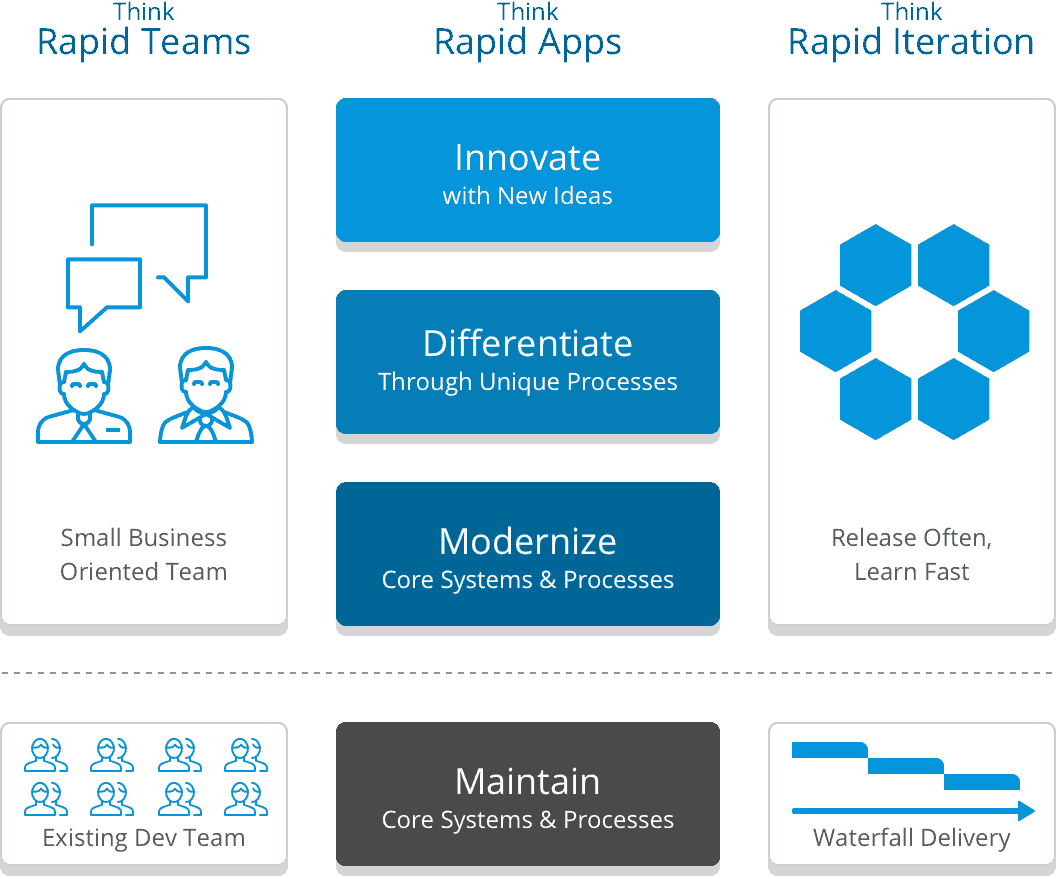 Think
Rapid Teams
Think
Rapid Apps
Think
Rapid Iteration
Small Business
Oriented Team
Innovate
with New Ideas
Differentiate
Through Unique Processes
Modernize
Core Systems & Processes
Release Often,
Learn Fast
Existing Dev Team
Maintain
Core Systems & Processes
Waterfall Delivery